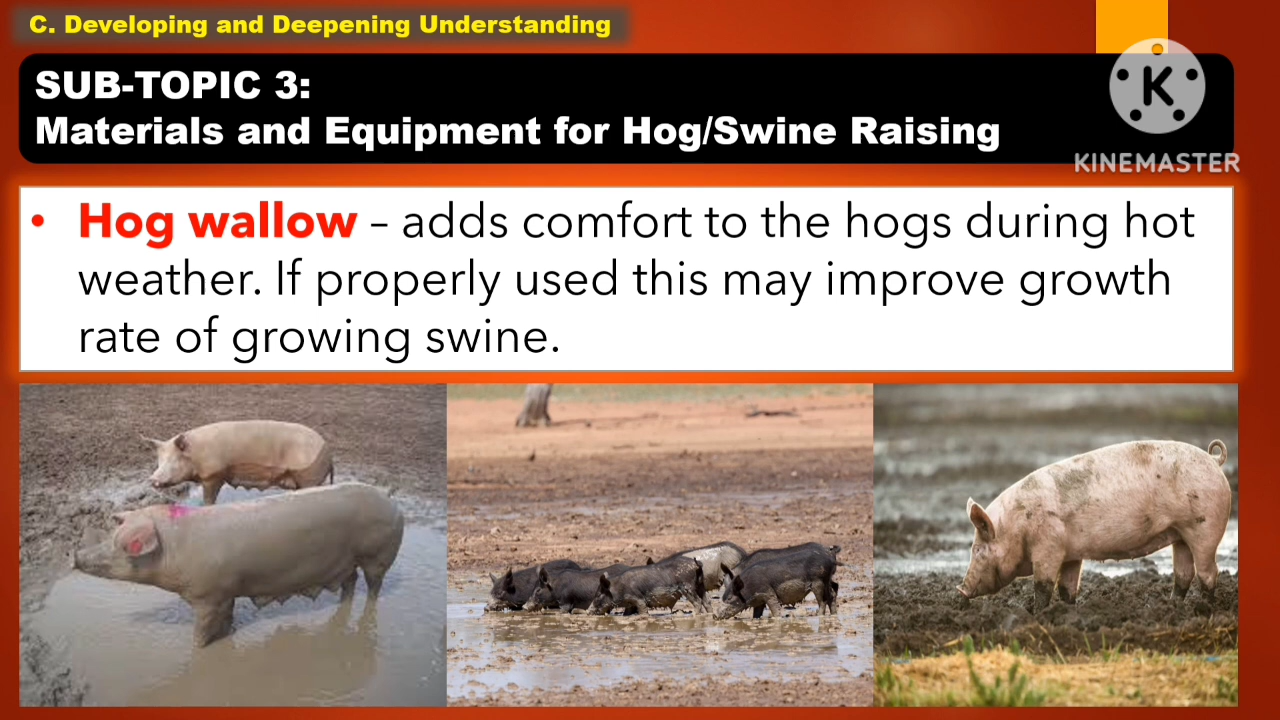 C. Developing and Deepening Understanding
SUB-TOPIC 3:
Materials and Equipment for Hog/Swine Raising
K
KINEMASTER
• Hog wallow – adds comfort to the hogs during hot
weather. If properly used this may improve growth
rate of growing swine.